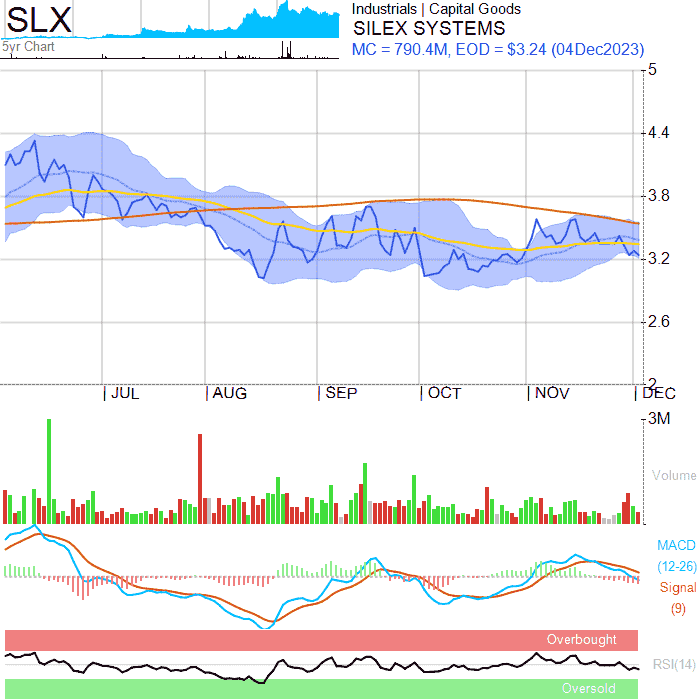 SLX
5yr Chart
Industrials | Capital Goods
SILEX SYSTEMS
MC = 790.4M, EOD = $3.24 (04Dec2023)
5
4.4
3.8
3.2
2.6
2
JUL AUG SEP OCT NOV DEC
3M
Volume
MACD
(12-26)
Signal
(9)
Overbought
RSI(14)
Oversold